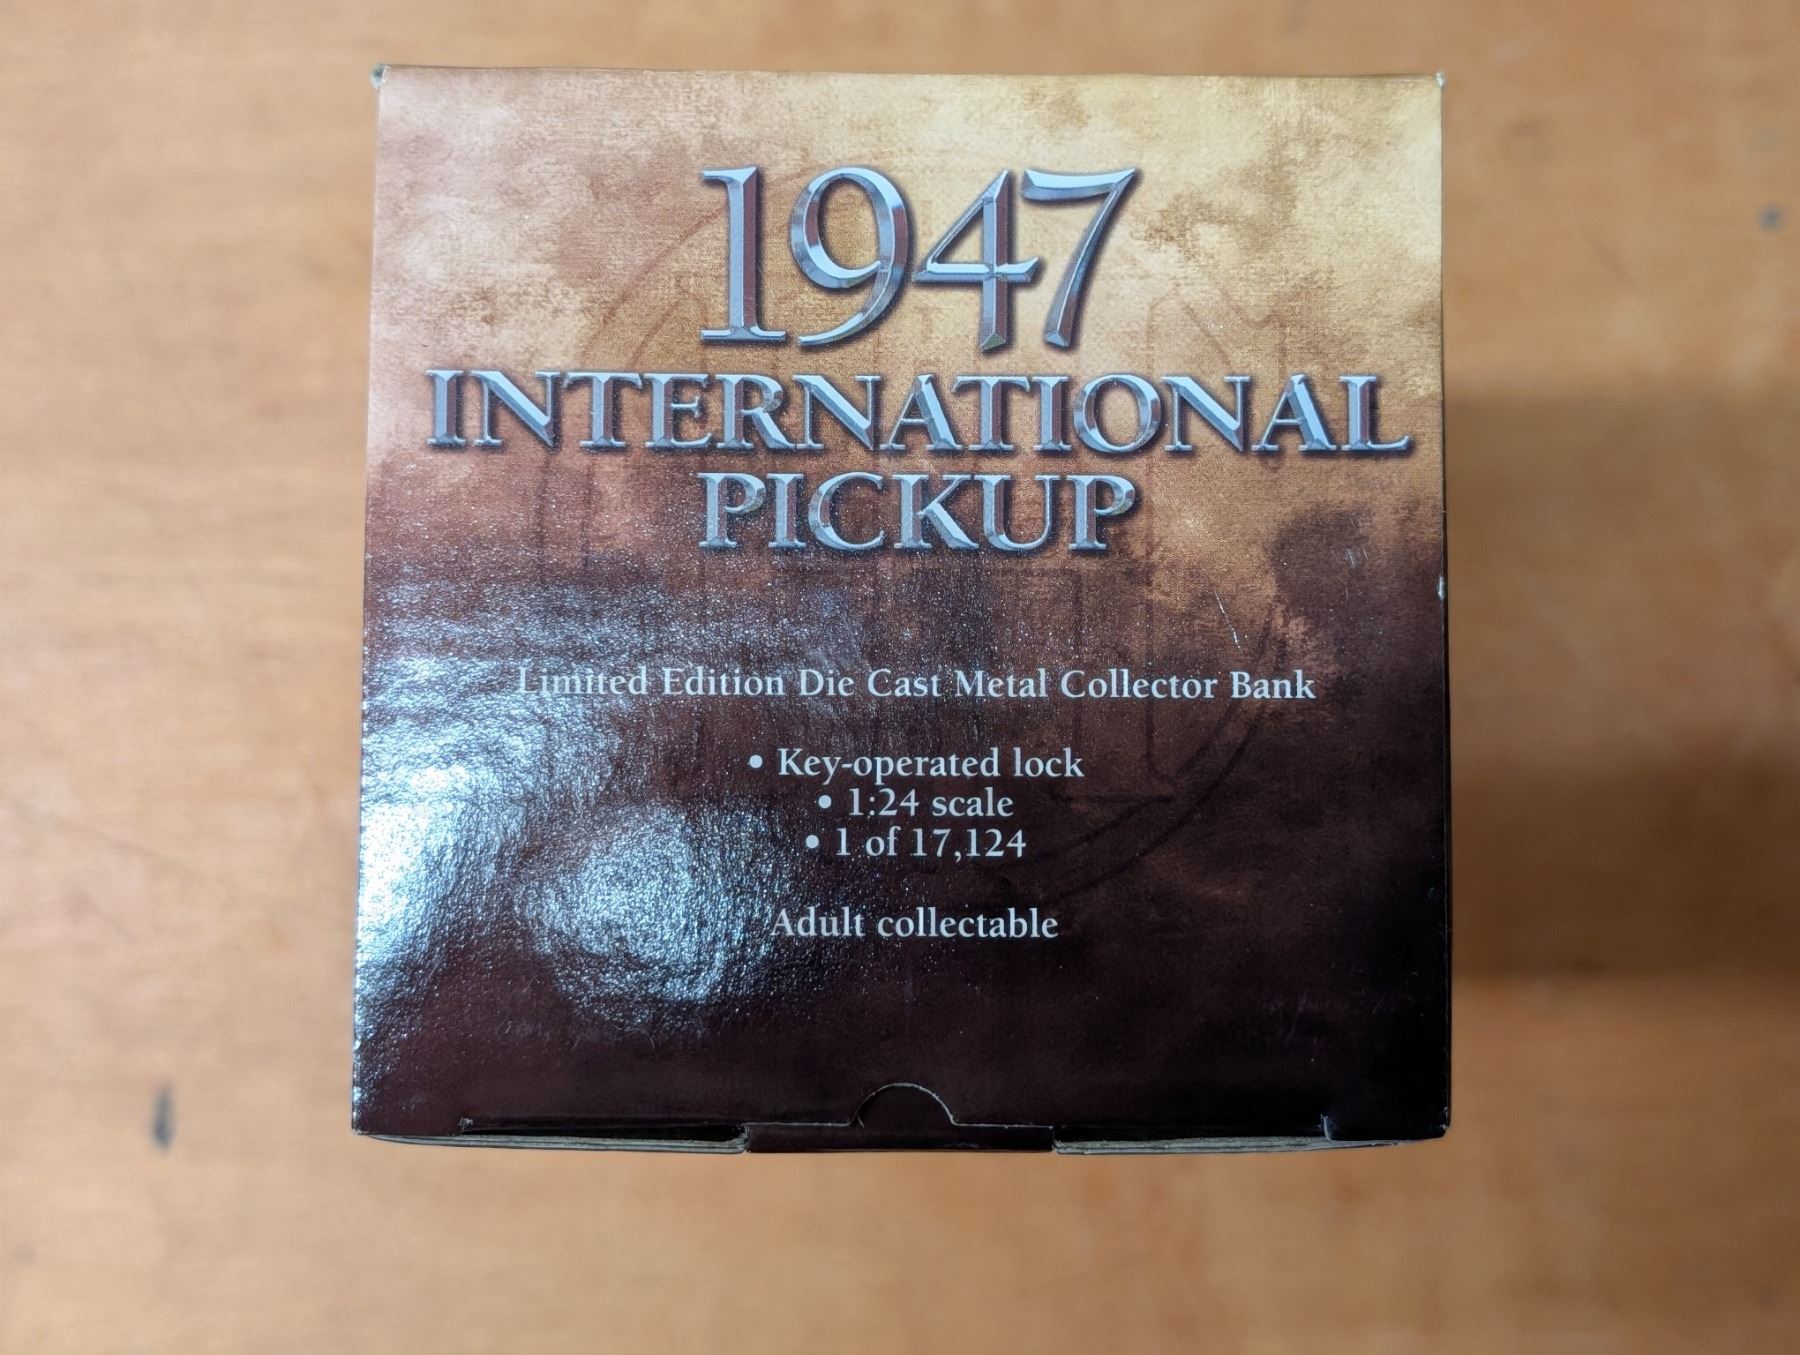 1947
INTERNATIONAL
PICKUP
Limited Edition Die Cast Metal Collector Bank
• Key-operated lock
• 1:24 scale
• 1 of 17,124
Adult collectable